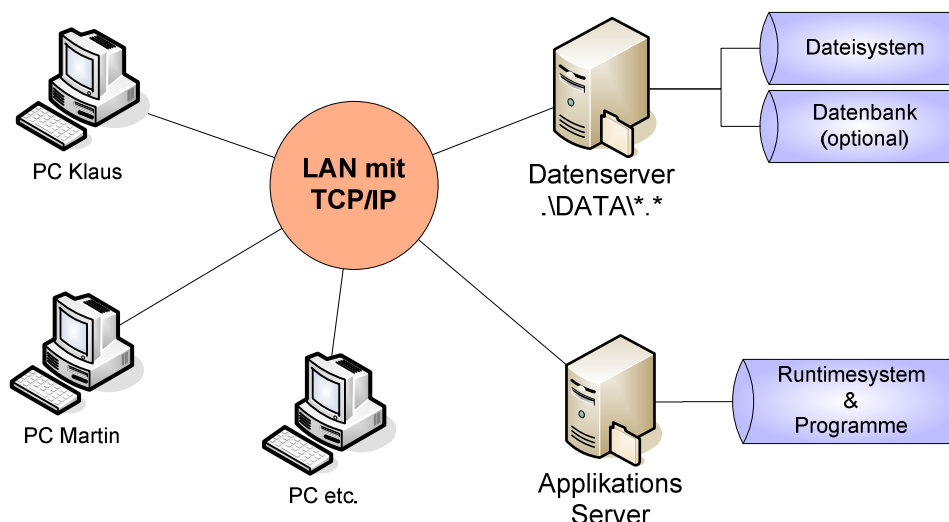 Dateisystem
Datenbank
(optional)
PC Klaus
LAN mit
TCP/IP
Datenserver
.\DATA\*.*
PC Martin
PC etc.
Applikations
Server
Runtimesystem
&
Programme